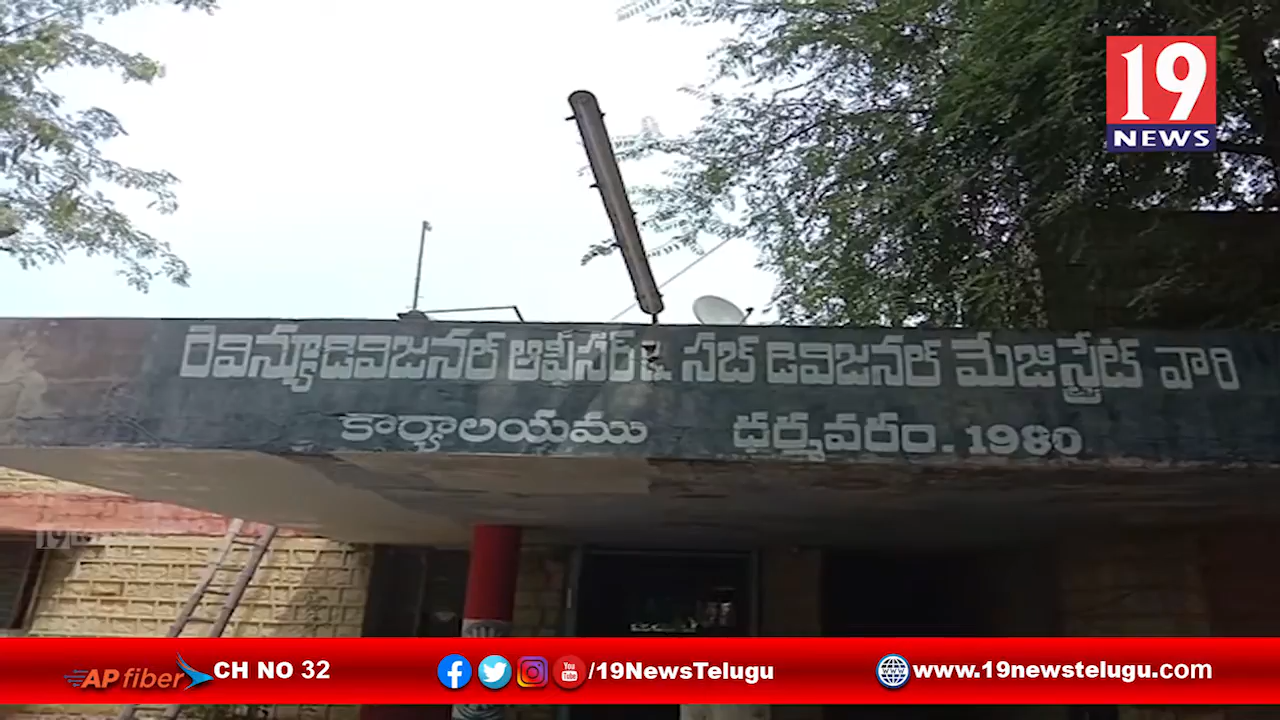 19
NEWS
రెవిన్యూడివిజనల్ ఆఫీసర్ & సబ్ డివిజనల్ మేజిస్ట్రేట్ వారి
కార్యాలయము ధర్మవరం. 1980
AP fiber CH NO 32 /19NewsTelugu www.19newstelugu.com